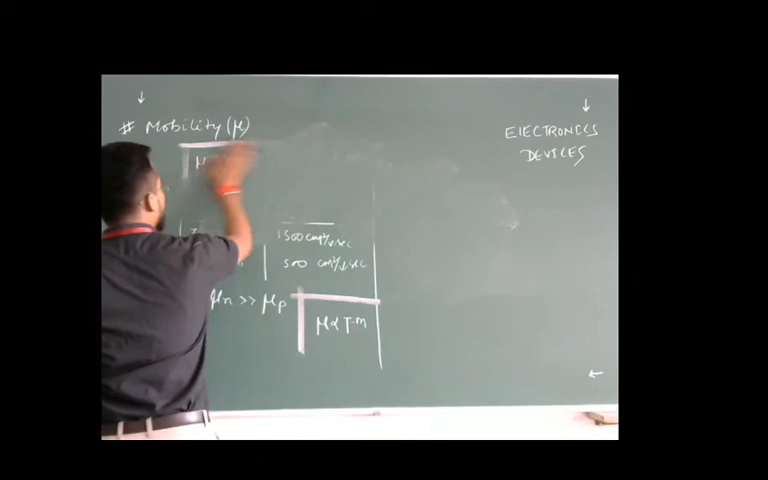 # Mobility (μ)
μ
1300 cm²/v sec
500 cm²/v sec
μn >> μp
μ α T^-m
ElECTRONICS
DEVICES